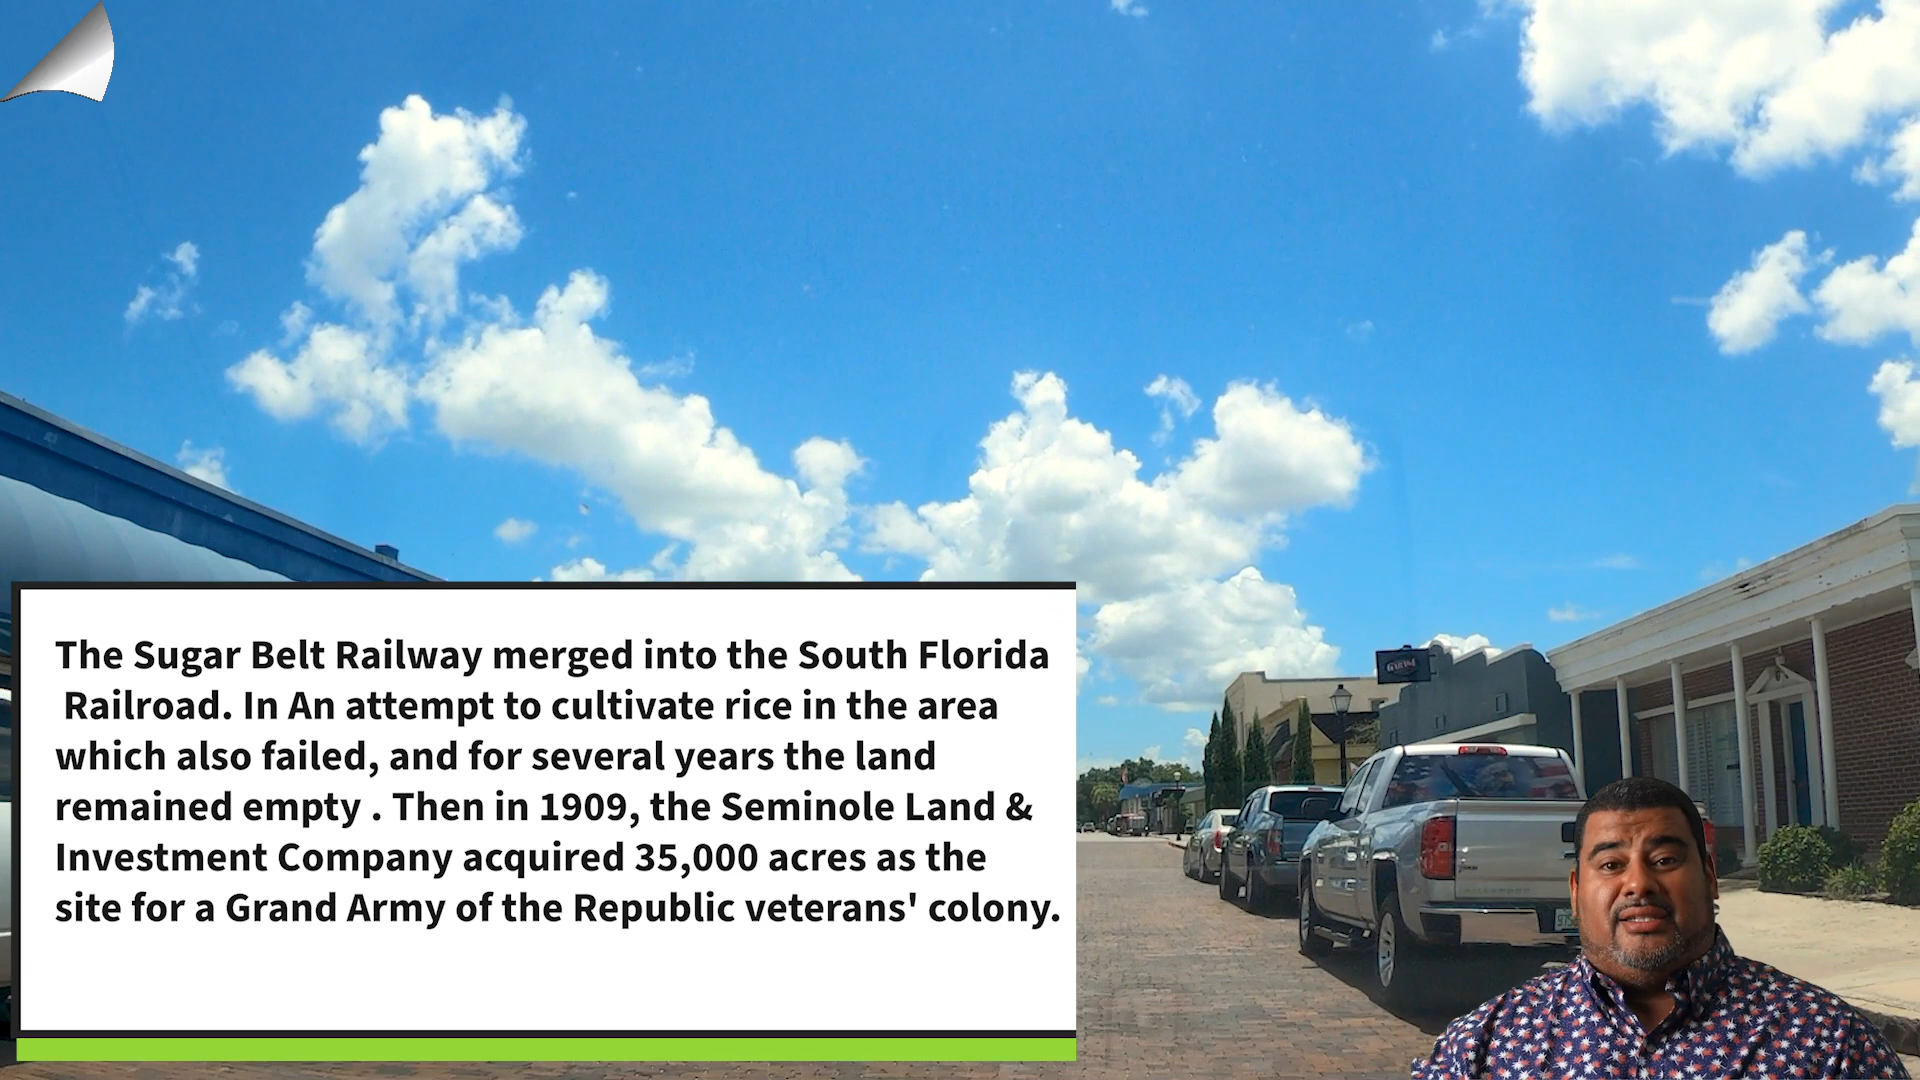 The Sugar Belt Railway merged into the South Florida
Railroad. In An attempt to cultivate rice in the area
which also failed, and for several years the land
remained empty . Then in 1909, the Seminole Land &
Investment Company acquired 35,000 acres as the
site for a Grand Army of the Republic veterans' colony.
GARAGE